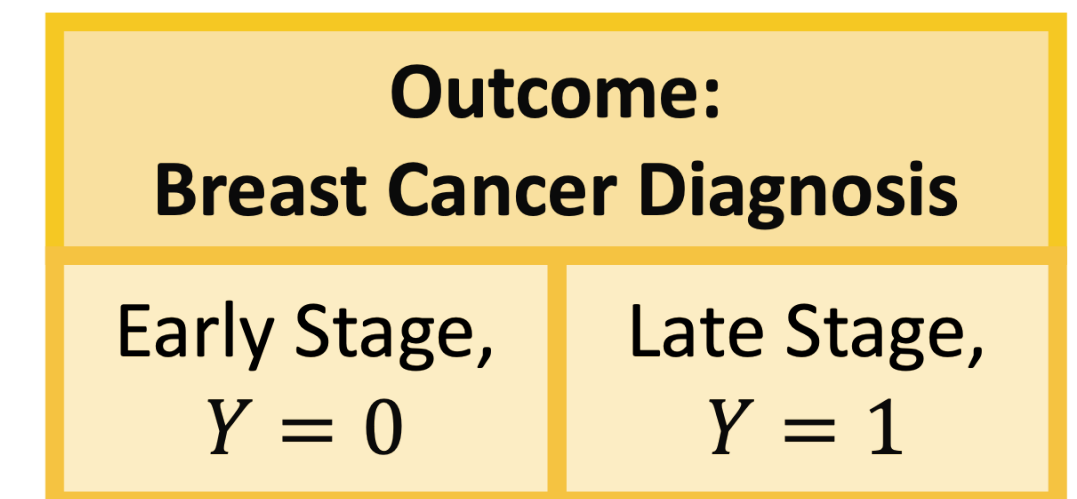 Outcome:
Breast Cancer Diagnosis
Early Stage,
Y = 0
Late Stage,
Y = 1